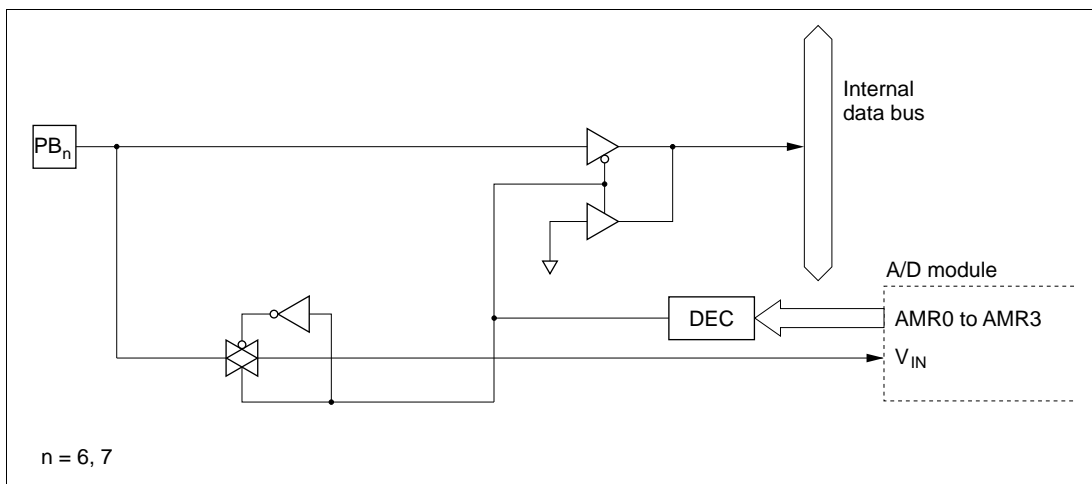 PBn
Internal
data bus
A/D module
DEC
AMR0 to AMR3
VIN
n = 6, 7